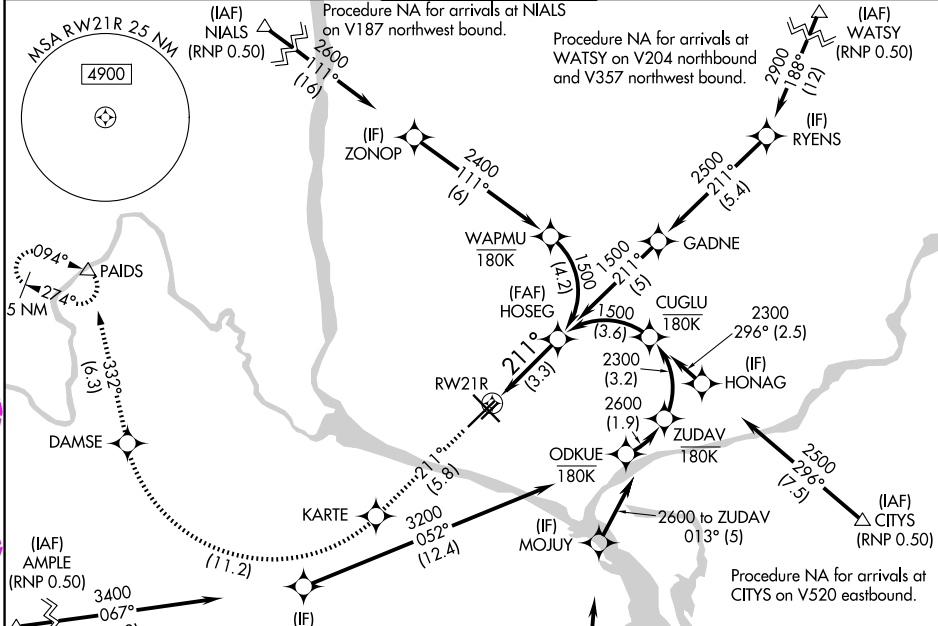 MSA RW21R 25 NM
4900
(IAF)
NIALS
(RNP 0.50)
Procedure NA for arrivals at NIALS
on V187 northwest bound.
2600
111°
(16)
Procedure NA for arrivals at
WATSY on V204 northbound
and V357 northwest bound.
(IAF)
WATSY
(RNP 0.50)
2900
188°
(12)
(IF)
ZONOP
(IF)
RYENS
2400
111°
(6)
2500
211°
(5.4)
WAPMU
180K
GADNE
1500
(4.2)
1500
211°
(5)
094°
PAIDS
274°
5 NM
(FAF)
HOSEG
CUGLU
180K
1500
(3.6)
2300
296° (2.5)
211°
(3.3)
2300
(3.2)
(IF)
HONAG
332°
(6.3)
RW21R
2600
(1.9)
ZUDAV
180K
DAMSE
ODKUE
180K
211°
(5.8)
2500
296°
(7.5)
KARTE
3200
052°
(12.4)
(IF)
MOJUY
2600 to ZUDAV
013° (5)
(IAF)
CITYS
(RNP 0.50)
(11.2)
(IAF)
AMPLE
(RNP 0.50)
Procedure NA for arrivals at
CITYS on V520 eastbound.
3400
067°
(IF)